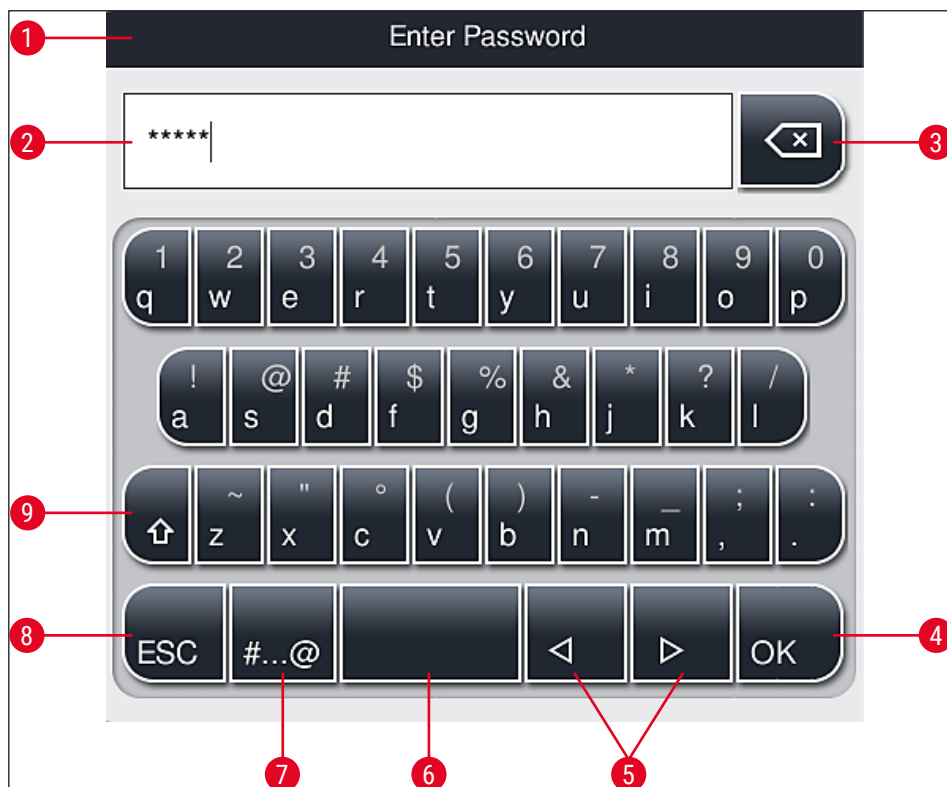 1 Enter Password
2 ***** 3
1 2 3 4 5 6 7 8 9 0
q w e r t y u i o p
! @ # $ % & * ? /
a s d f g h j k l
~ " ° ( ) - _ ; :
9 z x c v b n m , .
8 ESC #...@ OK 4
7 6 5